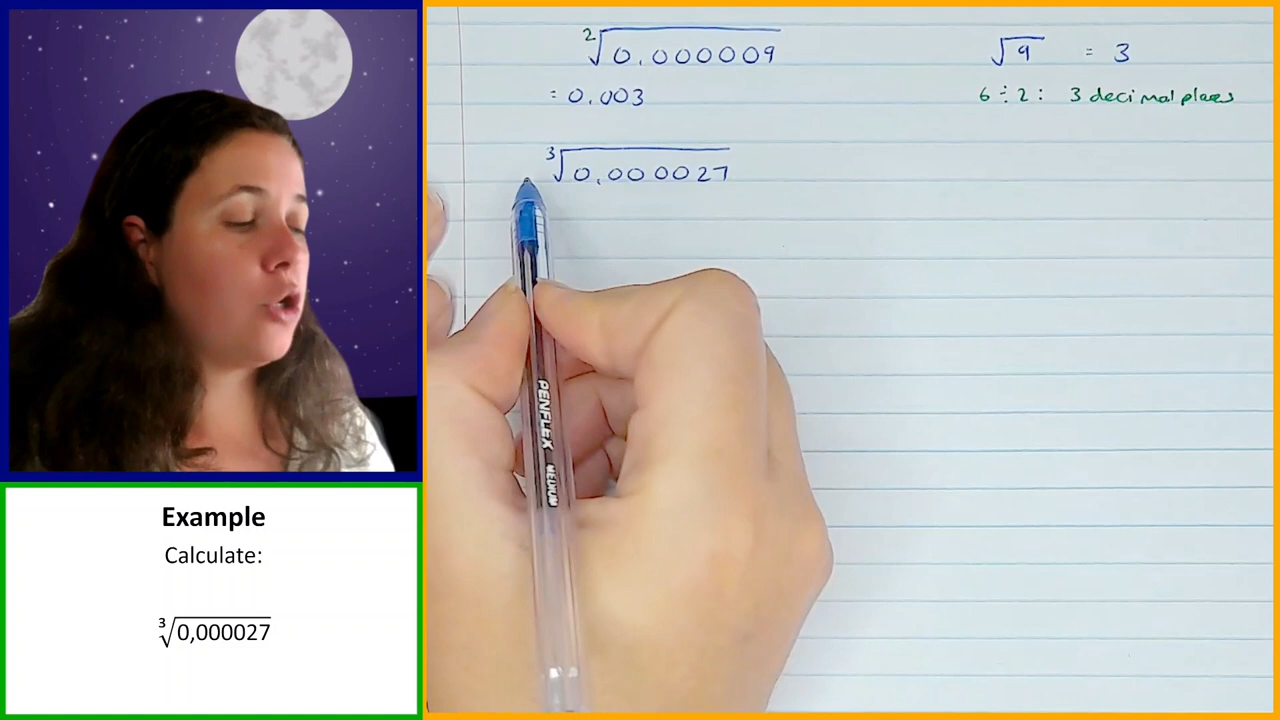 ²√0,000009
√9 = 3
= 0.003
6 ÷ 2 : 3 decimal places
³√0,000027
PENFLEX MEDIUM
Example
Calculate:
³√0,000027